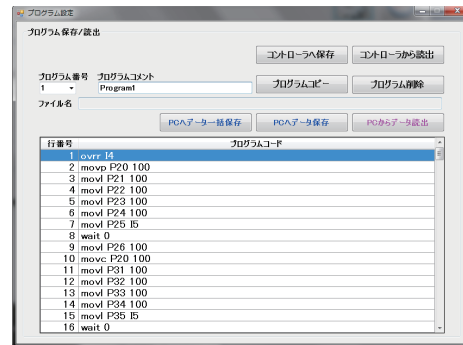 プログラム設定
プログラム保存/読出
コントローラへ保存 コントローラから読出
プログラム番号 プログラムコメント
1 Program1 プログラムコピー プログラム削除
ファイル名
PCへデータ一括保存 PCへデータ保存 PCからデータ読出
行番号 プログラムコード
1 ovrr I4
2 movp P20 100
3 movl P21 100
4 movl P22 100
5 movl P23 100
6 movl P24 100
7 movl P25 I5
8 wait 0
9 movl P26 100
10 movc P20 100
11 movl P31 100
12 movl P32 100
13 movl P33 100
14 movl P34 100
15 movl P35 I5
16 wait 0